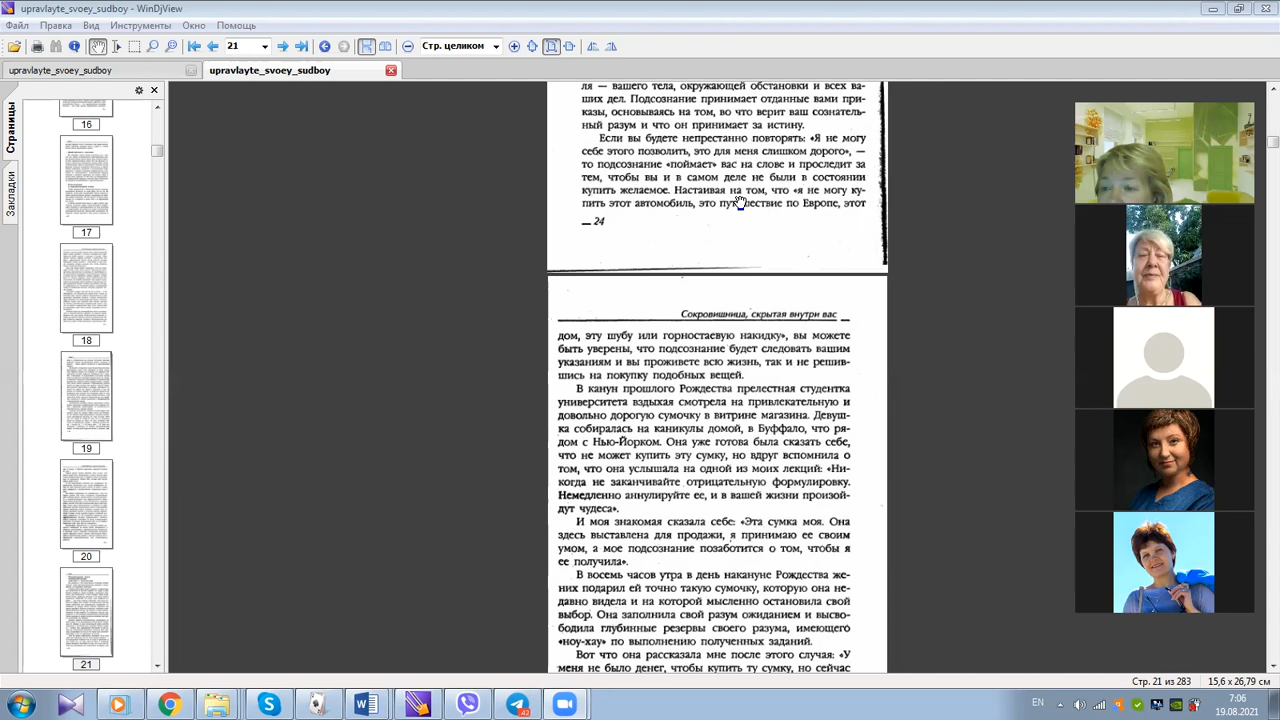 upravlayte_svoey_sudboy - WinDjView
Файл Правка Вид Инструменты Окно Помощь
21 Стр. целиком
upravlayte_svoey_sudboy upravlayte_svoey_sudboy
Страницы
16
17
18
19
20
21
ля — вашего тела, окружающей обстановки и всех ва-
ших дел. Подсознание принимает отданные вами при-
казы, основываясь на том, во что верит ваш сознатель-
ный разум и что он принимает за истину.
Если вы будете непрестанно повторять: «Я не могу
себе этого позволить, это для меня слишком дорого», —
то подсознание «поймает» вас на слове и проследит за
тем, чтобы вы и в самом деле не были в состоянии
купить желаемое. Настаивая на том, что «я не могу ку-
пить этот автомобиль, это путешествие по Европе, этот
— 24
Сокровищница, скрытая внутри вас —
дом, эту шубу или горностаевую накидку», вы можете
быть уверены, что подсознание будет следовать вашим
указаниям и вы проживете всю жизнь, так и не решив-
шись на покупку подобных вещей.
В канун прошлого Рождества прелестная студентка
университета вздыхая смотрела на привлекательную и
довольно дорогую сумочку в витрине магазина. Девуш-
ка собиралась на каникулы домой, в Буффало, что ря-
дом с Нью-Йорком. Она уже готова была сказать себе,
что не может купить эту сумку, но вдруг вспомнила о
том, что она услышала на одной из моих лекций: «Ни-
когда не заканчивайте отрицательную формулировку.
Немедленно аннулируйте ее, и в вашей жизни произой-
дут чудеса».
И моя знакомая сказала себе: «Эта сумка моя. Она
здесь выставлена для продажи, я принимаю ее своим
умом, а мое подсознание позаботится о том, чтобы я
ее получила».
В восемь часов утра в день накануне Рождества же-
них подарил ей точно такую сумочку, которую она не-
давно видела и на которой мысленно остановила свой
выбор. Она заполнила свой разум ожиданием и высво-
бодила глубинные резервы своего разума, имеющего
«ноу-хау» по выполнению полученных заданий.
Вот что она рассказала мне после этого случая: «У
меня не было денег, чтобы купить ту сумку, но сейчас
Стр. 21 из 283 15,6 x 26,79 см
42
EN
7:06
19.08.2021